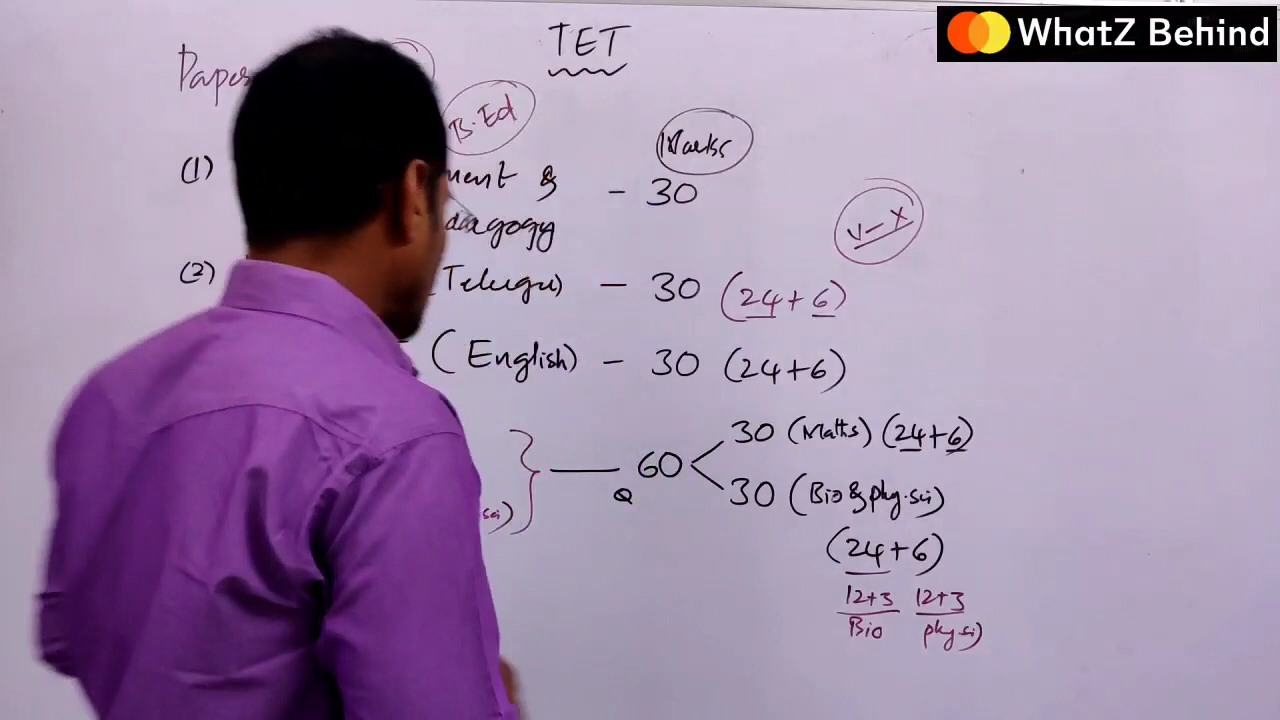 WhatZ Behind
TET
Paper
B.Ed
Marks
(1) ment & - 30
dagogy
V - X
(2) (Telugu) - 30 (24+6)
(English) - 30 (24+6)
30 (Maths) (24+6)
60
30 (Bio & phy.sci)
sci)
(24+6)
12+3 12+3
Bio phy sci)